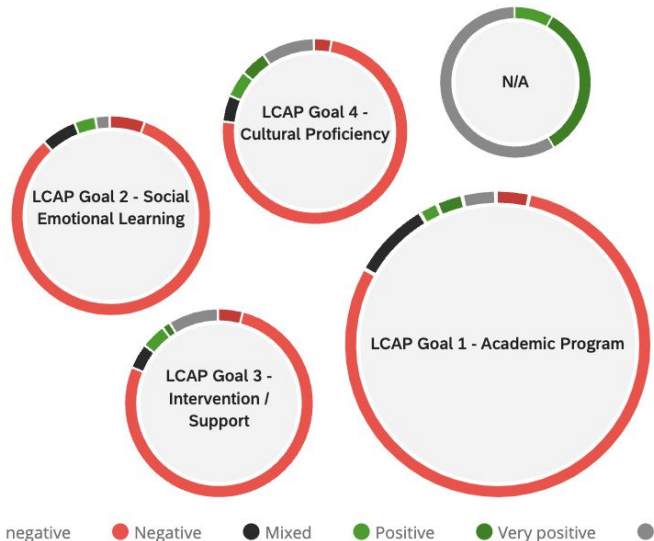 N/A
LCAP Goal 4 -
Cultural Proficiency
LCAP Goal 2 - Social
Emotional Learning
LCAP Goal 1 - Academic Program
LCAP Goal 3 -
Intervention /
Support
negative Negative Mixed Positive Very positive